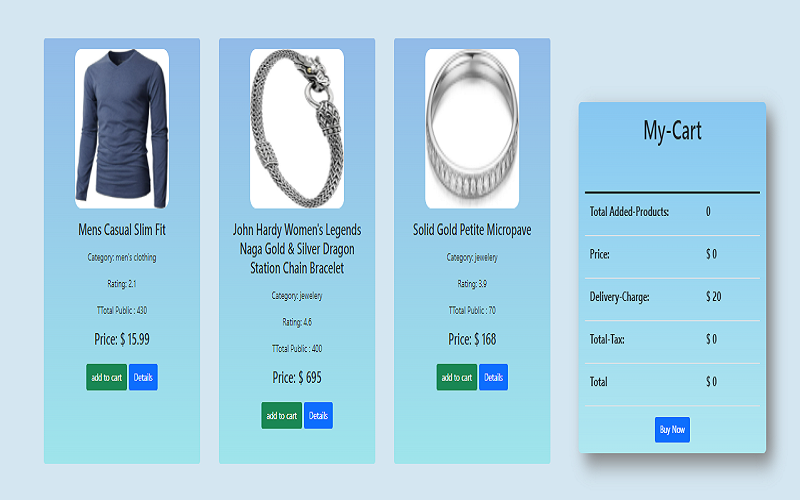 Mens Casual Slim Fit
Category: men's clothing
Rating: 2.1
TTotal Public : 430
Price: $ 15.99
add to cart Details
John Hardy Women's Legends
Naga Gold & Silver Dragon
Station Chain Bracelet
Category: jewelery
Rating: 4.6
TTotal Public : 400
Price: $ 695
add to cart Details
Solid Gold Petite Micropave
Category: jewelery
Rating: 3.9
TTotal Public : 70
Price: $ 168
add to cart Details
My-Cart
Total Added-Products: 0
Price: $ 0
Delivery-Charge: $ 20
Total-Tax: $ 0
Total $ 0
Buy Now